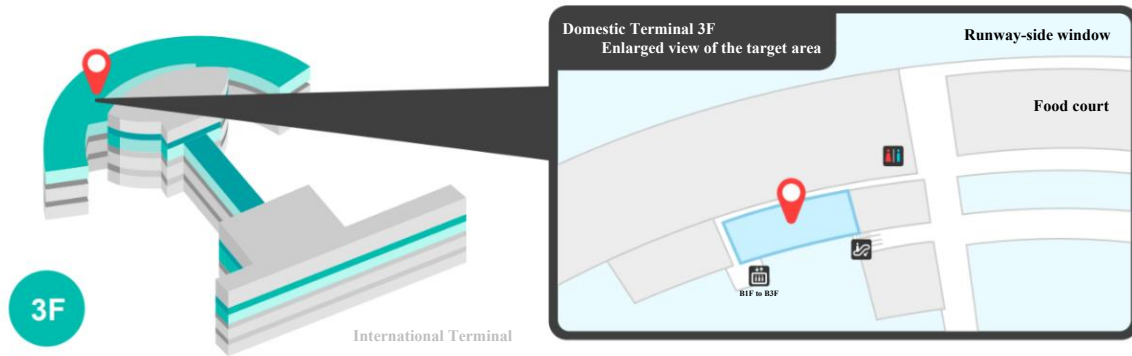 Domestic Terminal 3F
Enlarged view of the target area
Runway-side window
Food court
B1F to B3F
3F
International Terminal